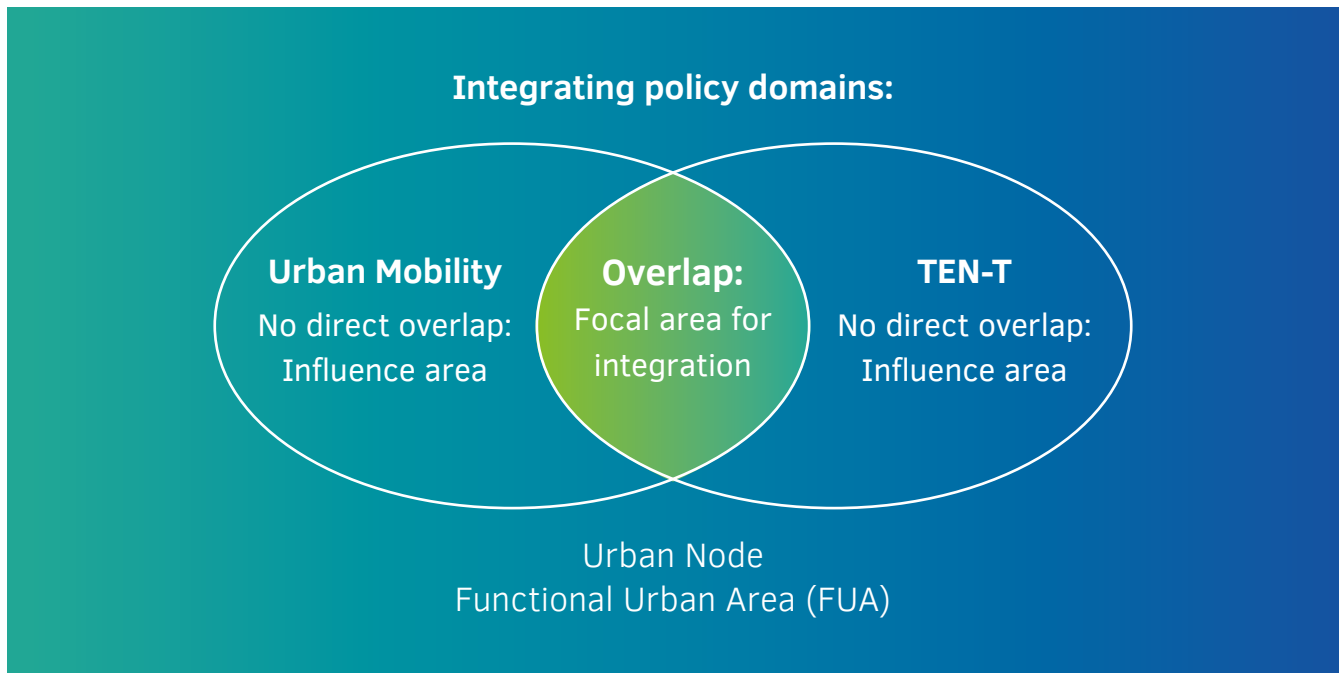 Integrating policy domains:
Urban Mobility
No direct overlap:
Influence area
Overlap:
Focal area for
integration
TEN-T
No direct overlap:
Influence area
Urban Node
Functional Urban Area (FUA)